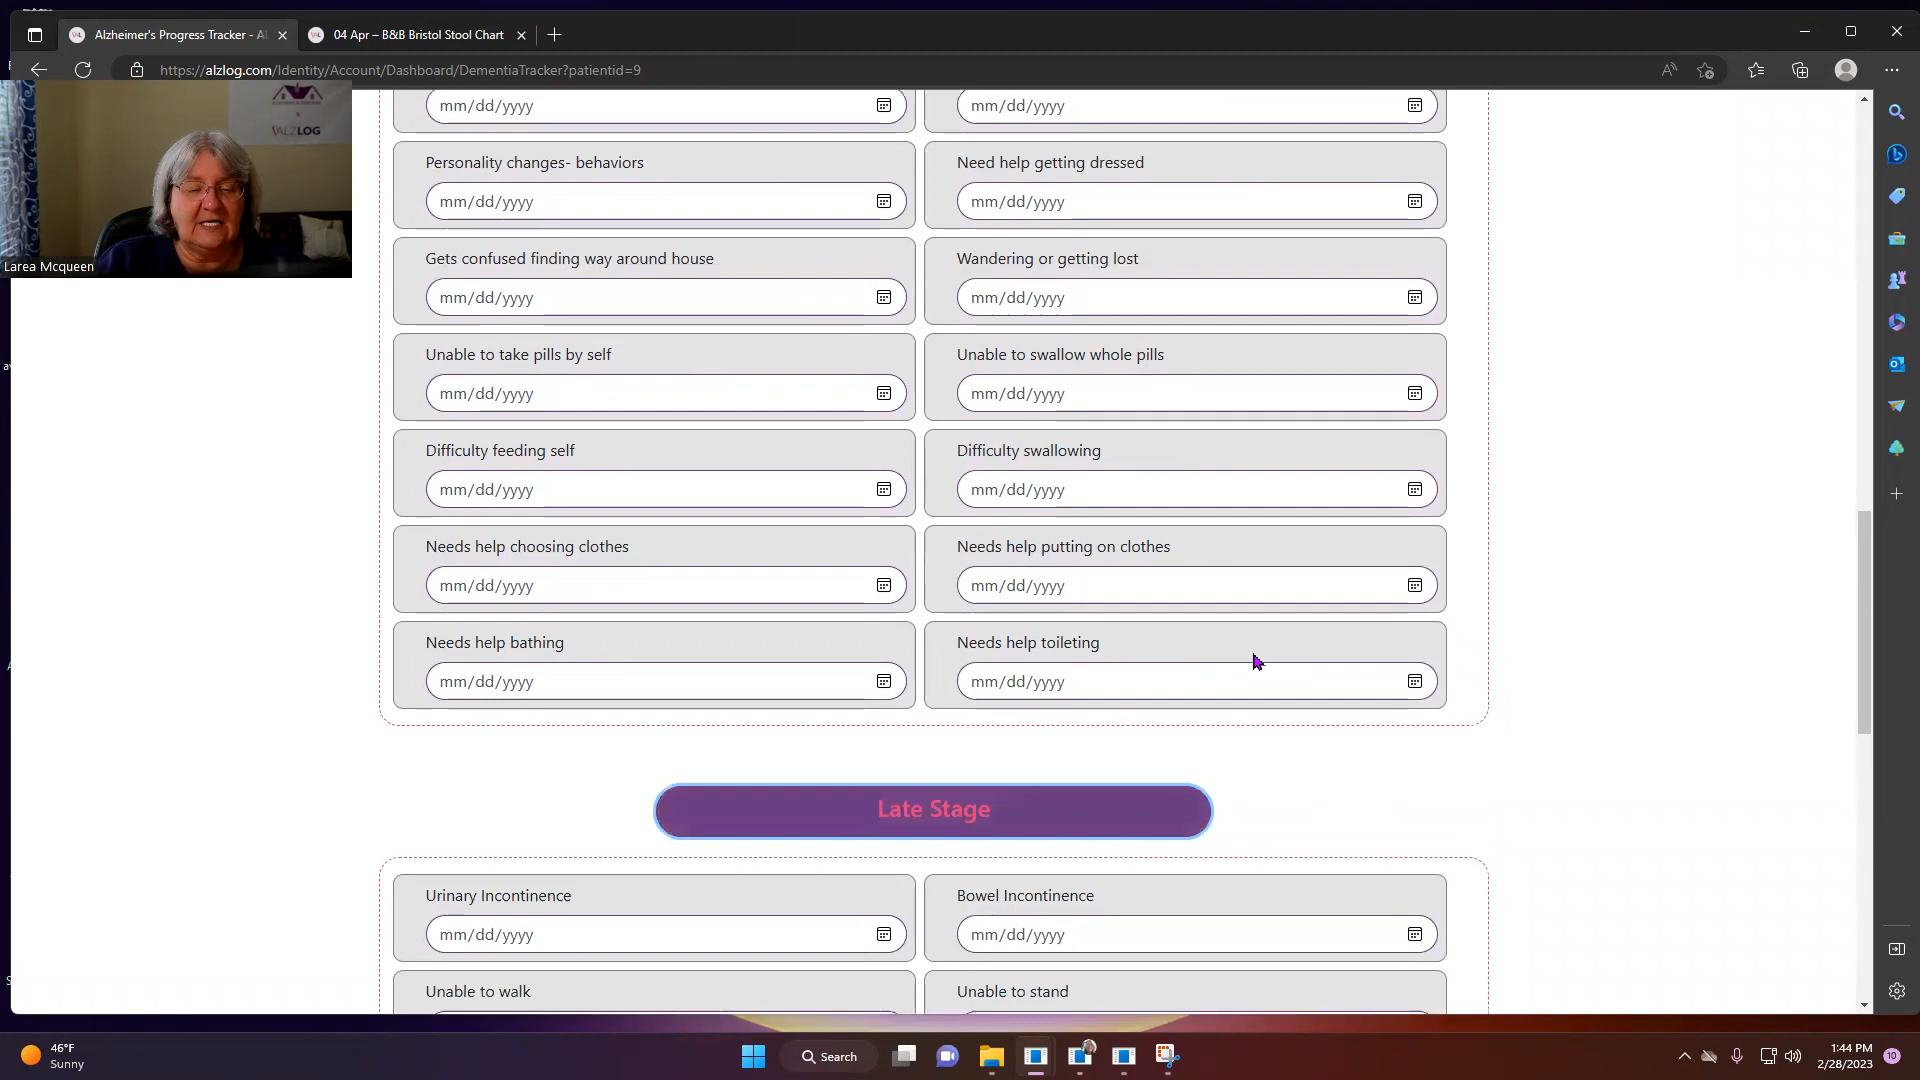 Alzheimer's Progress Tracker - Al
04 Apr – B&B Bristol Stool Chart
https://alzlog.com/Identity/Account/Dashboard/DementiaTracker?patientid=9
ALZLOG
Larea Mcqueen
mm/dd/yyyy
mm/dd/yyyy
Personality changes- behaviors
Need help getting dressed
mm/dd/yyyy
mm/dd/yyyy
Gets confused finding way around house
Wandering or getting lost
mm/dd/yyyy
mm/dd/yyyy
Unable to take pills by self
Unable to swallow whole pills
mm/dd/yyyy
mm/dd/yyyy
Difficulty feeding self
Difficulty swallowing
mm/dd/yyyy
mm/dd/yyyy
Needs help choosing clothes
Needs help putting on clothes
mm/dd/yyyy
mm/dd/yyyy
Needs help bathing
Needs help toileting
mm/dd/yyyy
mm/dd/yyyy
Late Stage
Urinary Incontinence
Bowel Incontinence
mm/dd/yyyy
mm/dd/yyyy
Unable to walk
Unable to stand
46°F
Sunny
Search
1:44 PM
2/28/2023
10